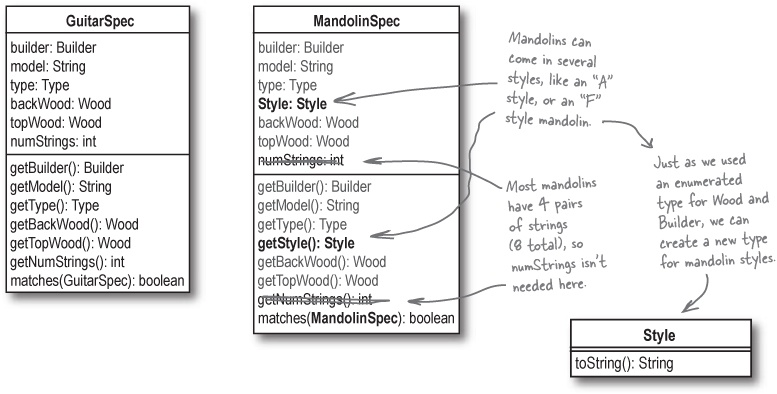 GuitarSpec
builder: Builder
model: String
type: Type
backWood: Wood
topWood: Wood
numStrings: int
getBuilder(): Builder
getModel(): String
getType(): Type
getBackWood(): Wood
getTopWood(): Wood
getNumStrings(): int
matches(GuitarSpec): boolean
MandolinSpec
builder: Builder
model: String
type: Type
Style: Style
backWood: Wood
topWood: Wood
numStrings: int
getBuilder(): Builder
getModel(): String
getType(): Type
getStyle(): Style
getBackWood(): Wood
getTopWood(): Wood
getNumStrings(): int
matches(MandolinSpec): boolean
Mandolins can
come in several
styles, like an “A”
style, or an “F”
style mandolin.
Most mandolins
have 4 pairs
of strings
(8 total), so
numStrings isn’t
needed here.
Just as we used
an enumerated
type for Wood and
Builder, we can
create a new type
for mandolin styles.
Style
toString(): String